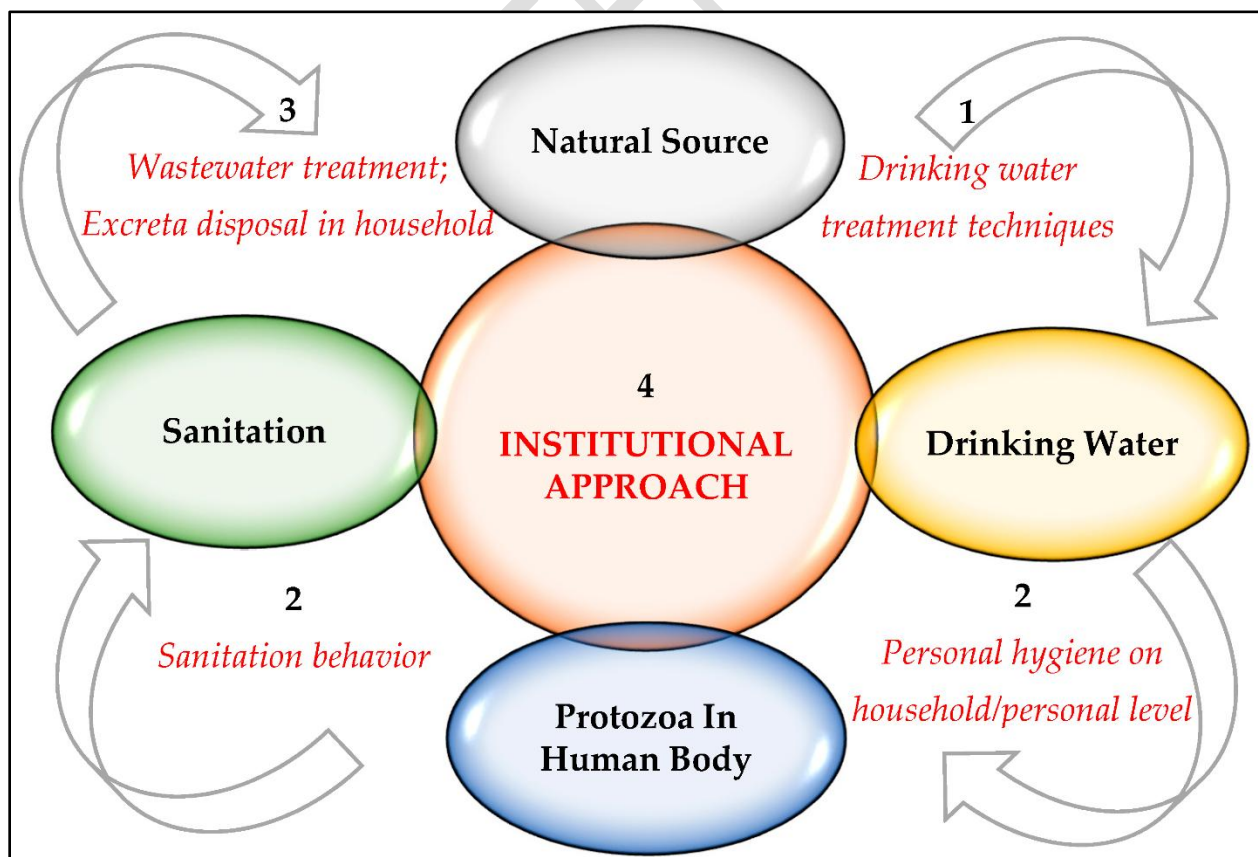 3
Wastewater treatment;
Excreta disposal in household
Natural Source
1
Drinking water
treatment techniques
Sanitation
4
INSTITUTIONAL
APPROACH
Drinking Water
2
Sanitation behavior
Protozoa In
Human Body
2
Personal hygiene on
household/personal level